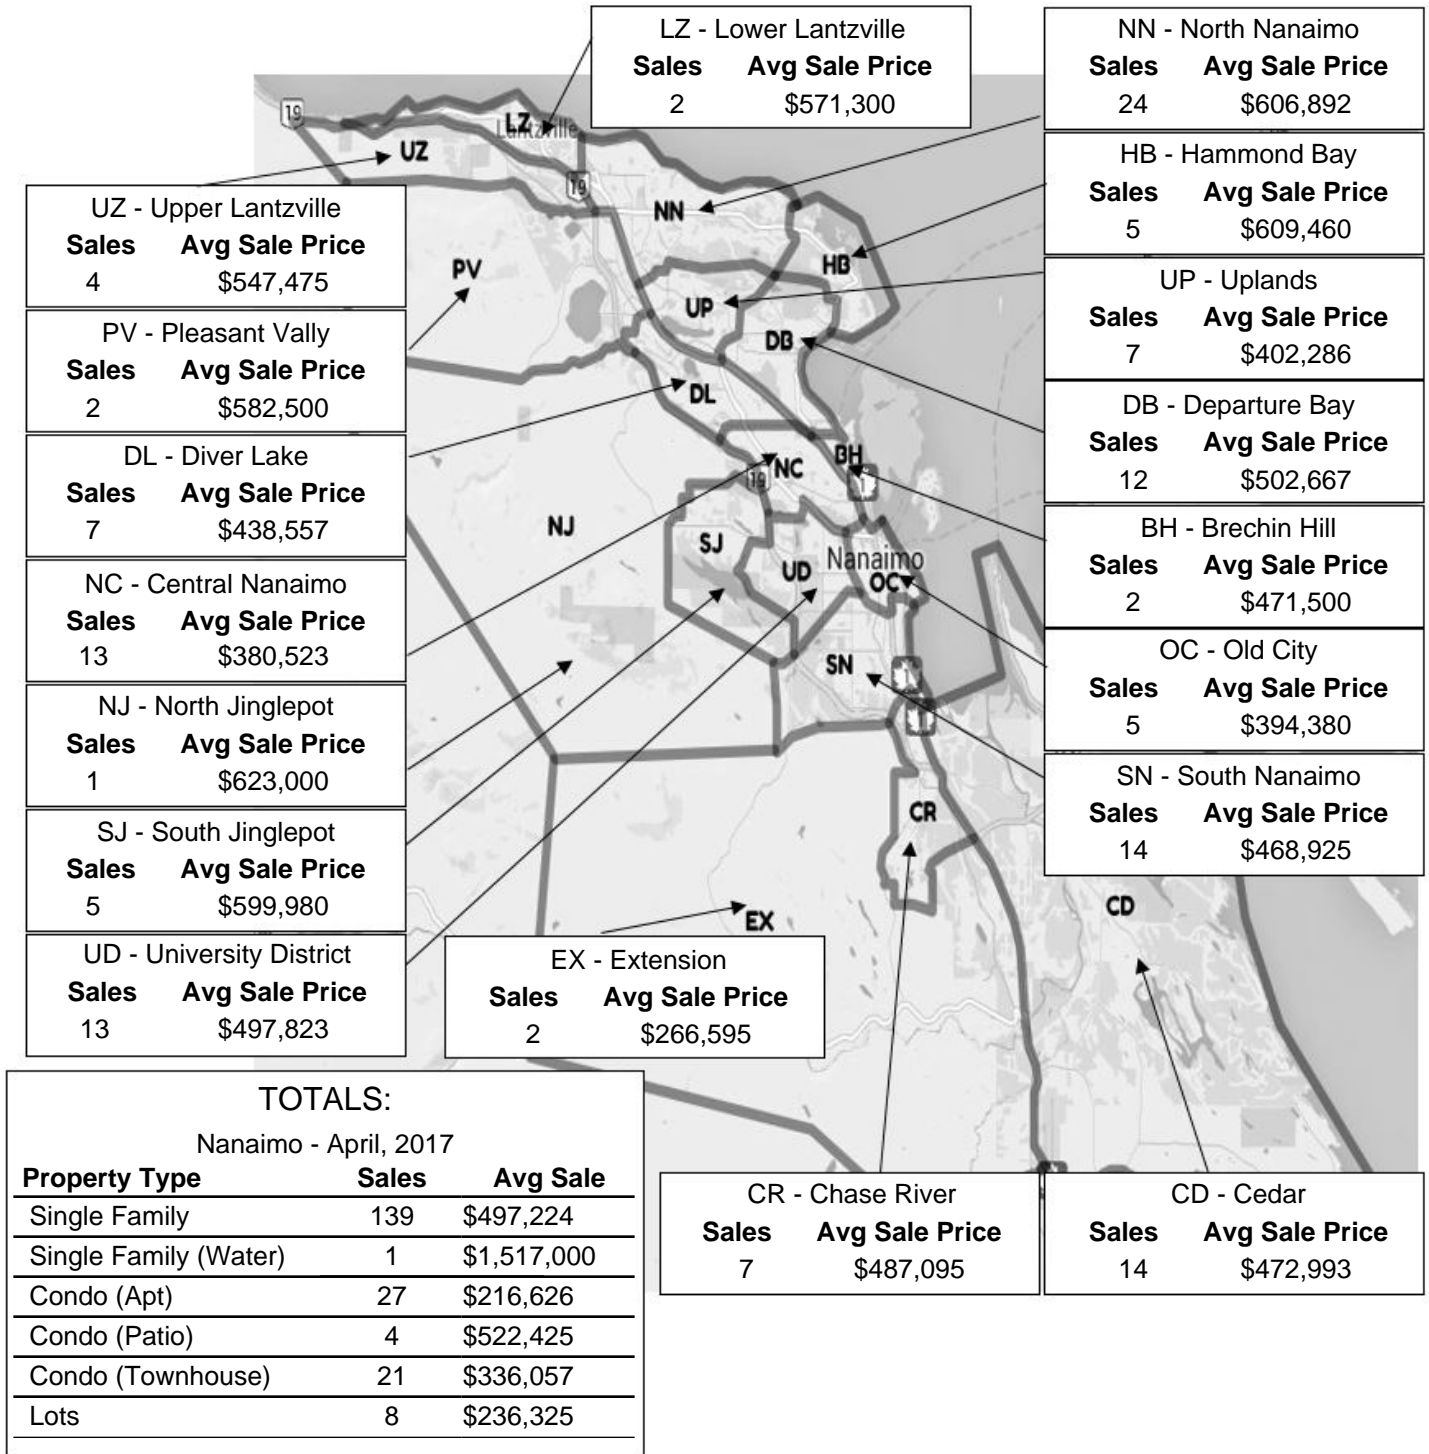 LZ - Lower Lantzville
Sales Avg Sale Price
2 $571,300
NN - North Nanaimo
Sales Avg Sale Price
24 $606,892
HB - Hammond Bay
Sales Avg Sale Price
5 $609,460
UP - Uplands
Sales Avg Sale Price
7 $402,286
DB - Departure Bay
Sales Avg Sale Price
12 $502,667
BH - Brechin Hill
Sales Avg Sale Price
2 $471,500
OC - Old City
Sales Avg Sale Price
5 $394,380
SN - South Nanaimo
Sales Avg Sale Price
14 $468,925
UZ - Upper Lantzville
Sales Avg Sale Price
4 $547,475
PV - Pleasant Vally
Sales Avg Sale Price
2 $582,500
DL - Diver Lake
Sales Avg Sale Price
7 $438,557
NC - Central Nanaimo
Sales Avg Sale Price
13 $380,523
NJ - North Jinglepot
Sales Avg Sale Price
1 $623,000
SJ - South Jinglepot
Sales Avg Sale Price
5 $599,980
UD - University District
Sales Avg Sale Price
13 $497,823
EX - Extension
Sales Avg Sale Price
2 $266,595
CR - Chase River
Sales Avg Sale Price
7 $487,095
CD - Cedar
Sales Avg Sale Price
14 $472,993
19
LZ
Lantzville
UZ
19
NN
PV
HB
UP
DB
DL
BH
NC
19
1
NJ
SJ
UD
Nanaimo
OC
SN
CR
EX
CD
TOTALS:
Nanaimo - April, 2017
Property Type Sales Avg Sale
Single Family 139 $497,224
Single Family (Water) 1 $1,517,000
Condo (Apt) 27 $216,626
Condo (Patio) 4 $522,425
Condo (Townhouse) 21 $336,057
Lots 8 $236,325